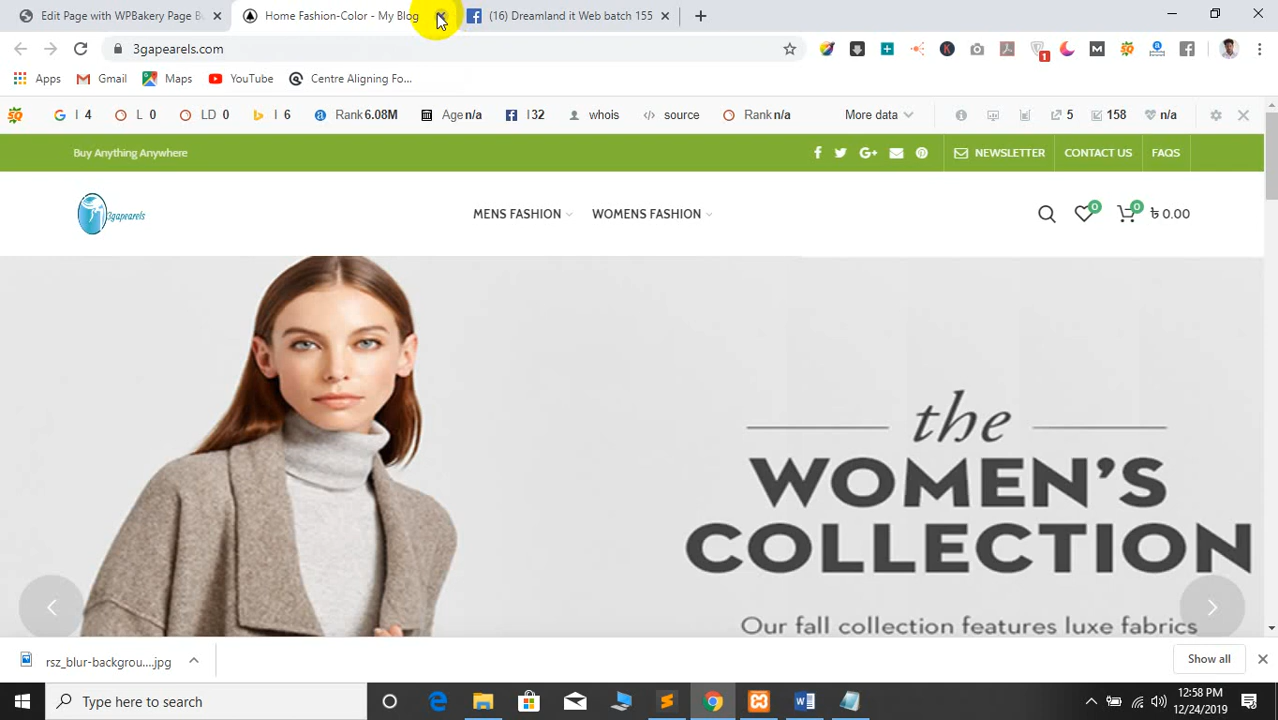 Edit Page with WPBakery Page Bu
Home Fashion-Color - My Blog
(16) Dreamland it Web batch 155
3gapearels.com
1
Apps
Gmail
Maps
YouTube
Centre Aligning Fo...
I 4
L 0
LD 0
I 6
Rank 6.08M
Age n/a
I 32
whois
source
Rank n/a
More data
5
158
n/a
Buy Anything Anywhere
NEWSLETTER
CONTACT US
FAQS
3gapearels
MENS FASHION
WOMENS FASHION
0
0
৳ 0.00
the
WOMEN'S
COLLECTION
Our fall collection features luxe fabrics
rsz_blur-backgrou....jpg
Show all
Type here to search
12:58 PM
12/24/2019